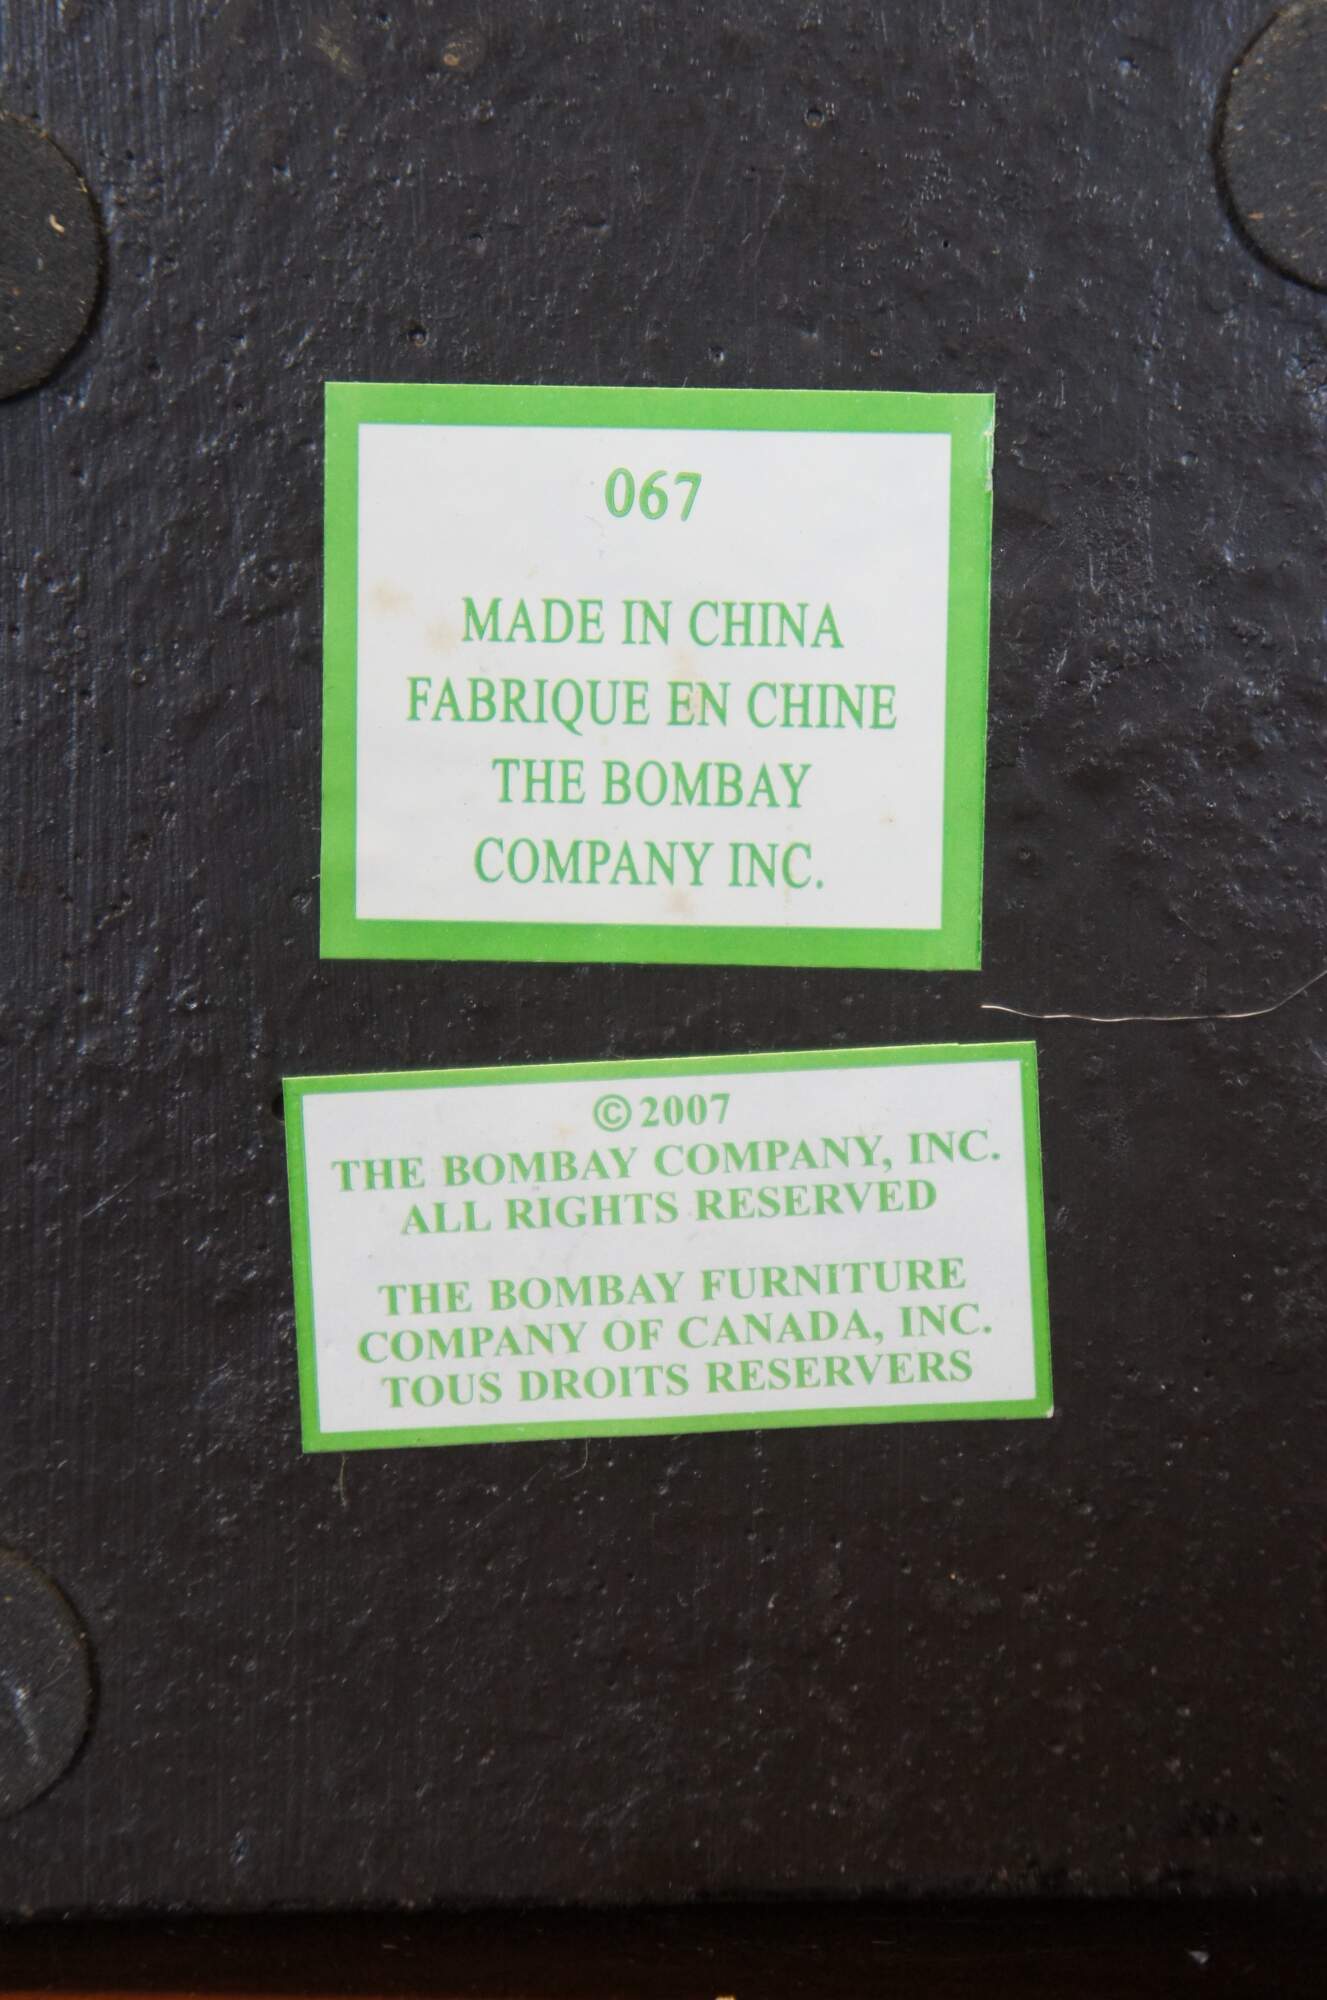 067
MADE IN CHINA
FABRIQUE EN CHINE
THE BOMBAY
COMPANY INC.
©2007
THE BOMBAY COMPANY, INC.
ALL RIGHTS RESERVED
THE BOMBAY FURNITURE
COMPANY OF CANADA, INC.
TOUS DROITS RESERVERS